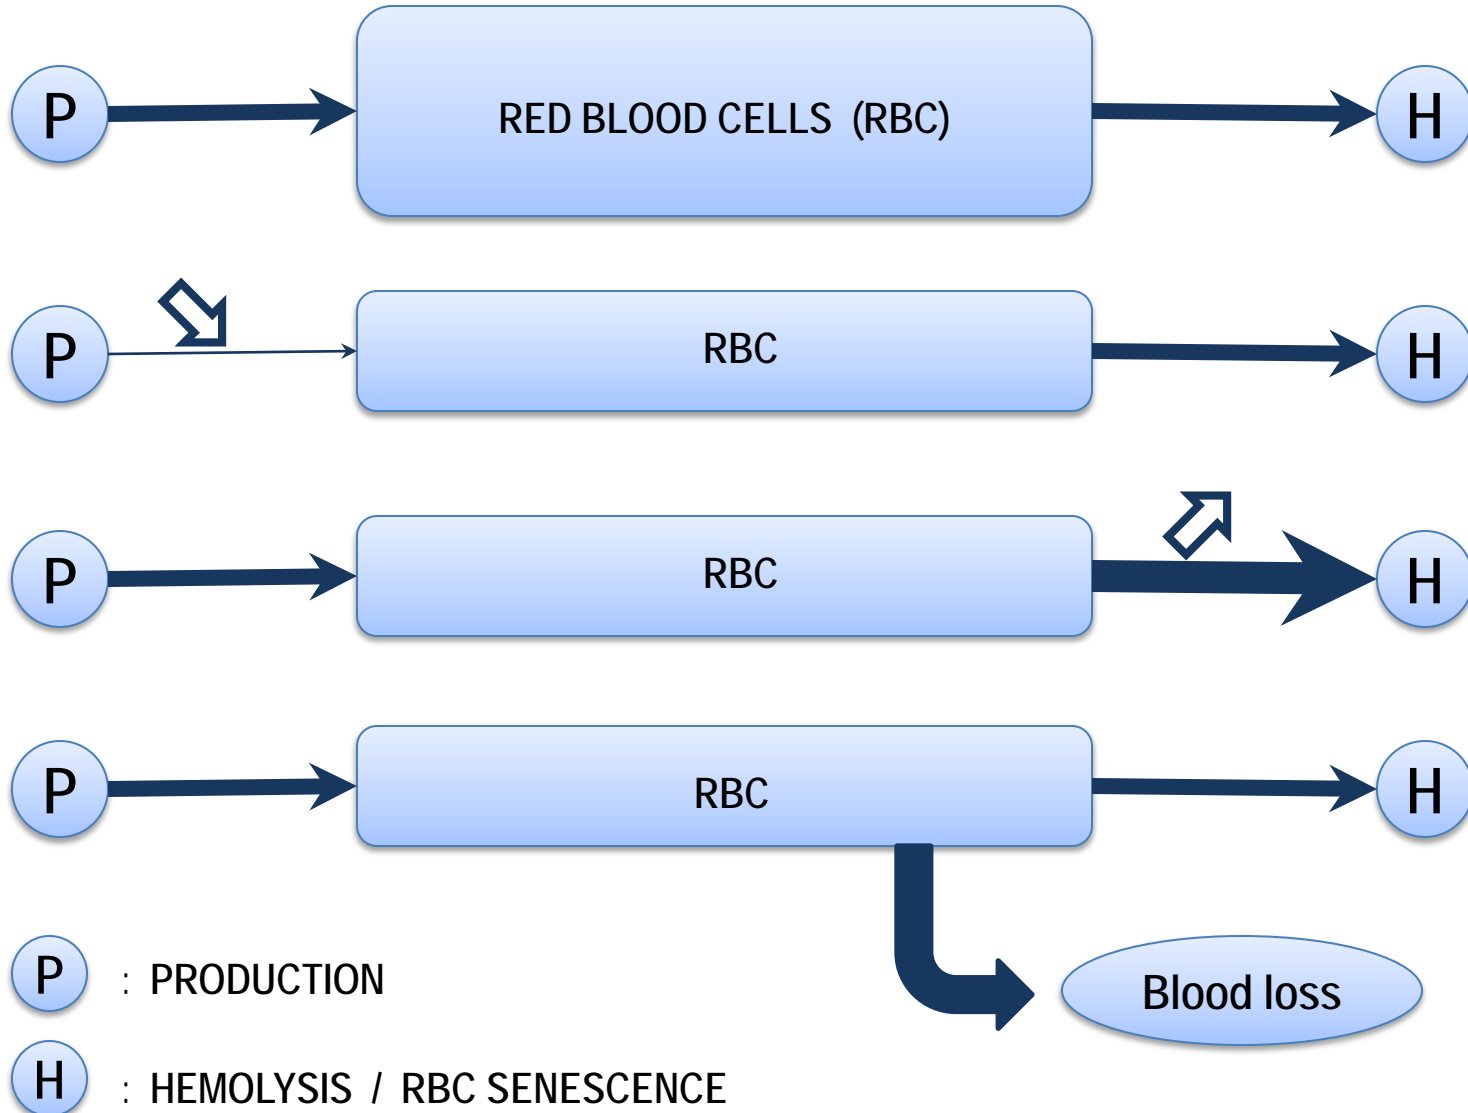 P
RED BLOOD CELLS (RBC)
H
P
RBC
H
P
RBC
H
P
RBC
H
P : PRODUCTION
Blood loss
H : HEMOLYSIS / RBC SENESCENCE